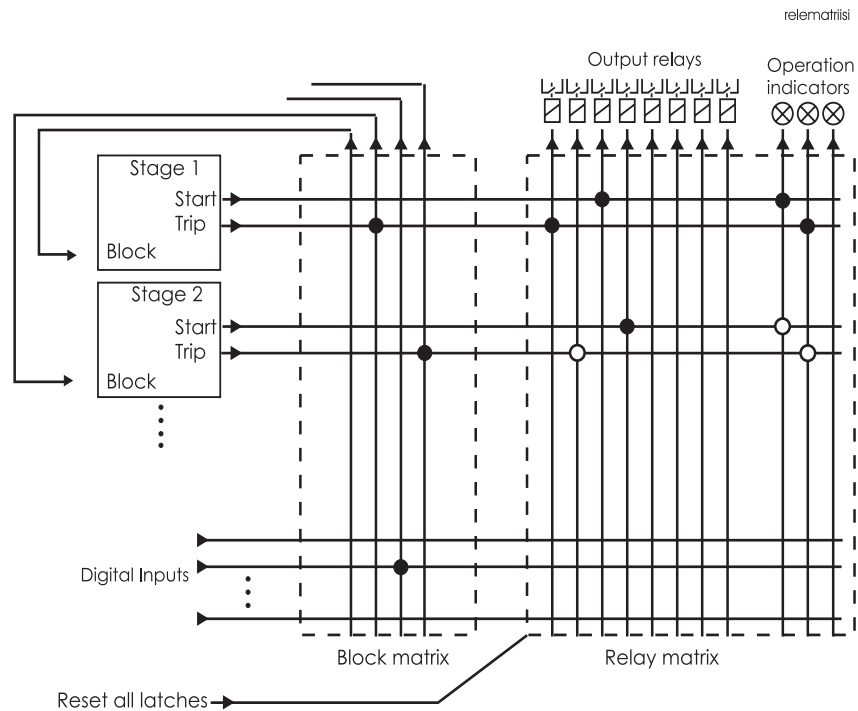 relematriisi
Output relays
Operation
indicators
Stage 1
Start
Trip
Block
Stage 2
Start
Trip
Block
Digital Inputs
Block matrix
Relay matrix
Reset all latches